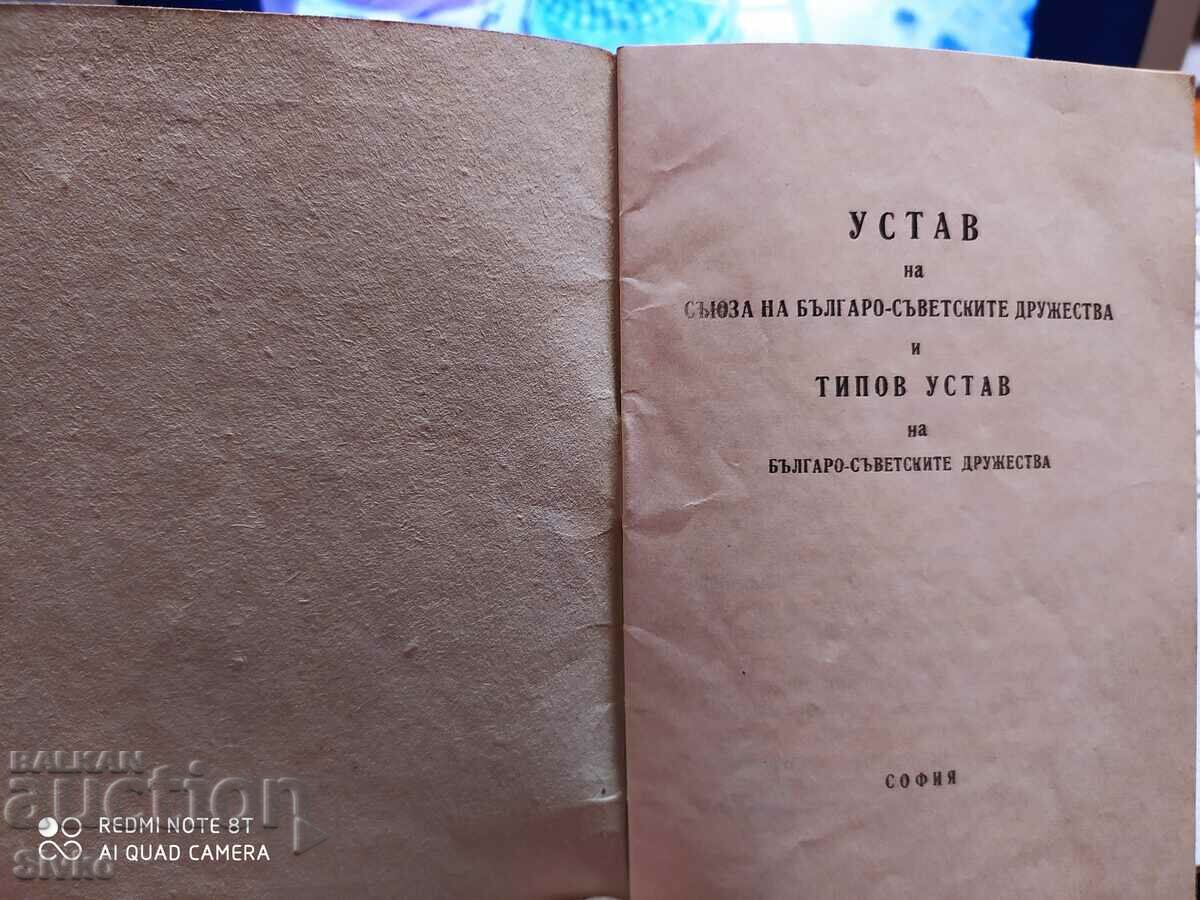 УСТАВ
на
СЪЮЗА НА БЪЛГАРО-СЪВЕТСКИТЕ ДРУЖЕСТВА
и
ТИПОВ УСТАВ
на
БЪЛГАРО-СЪВЕТСКИТЕ ДРУЖЕСТВА
СОФИЯ
BALKAN
auction
REDMI NOTE 8T
AI QUAD CAMERA
Sivko